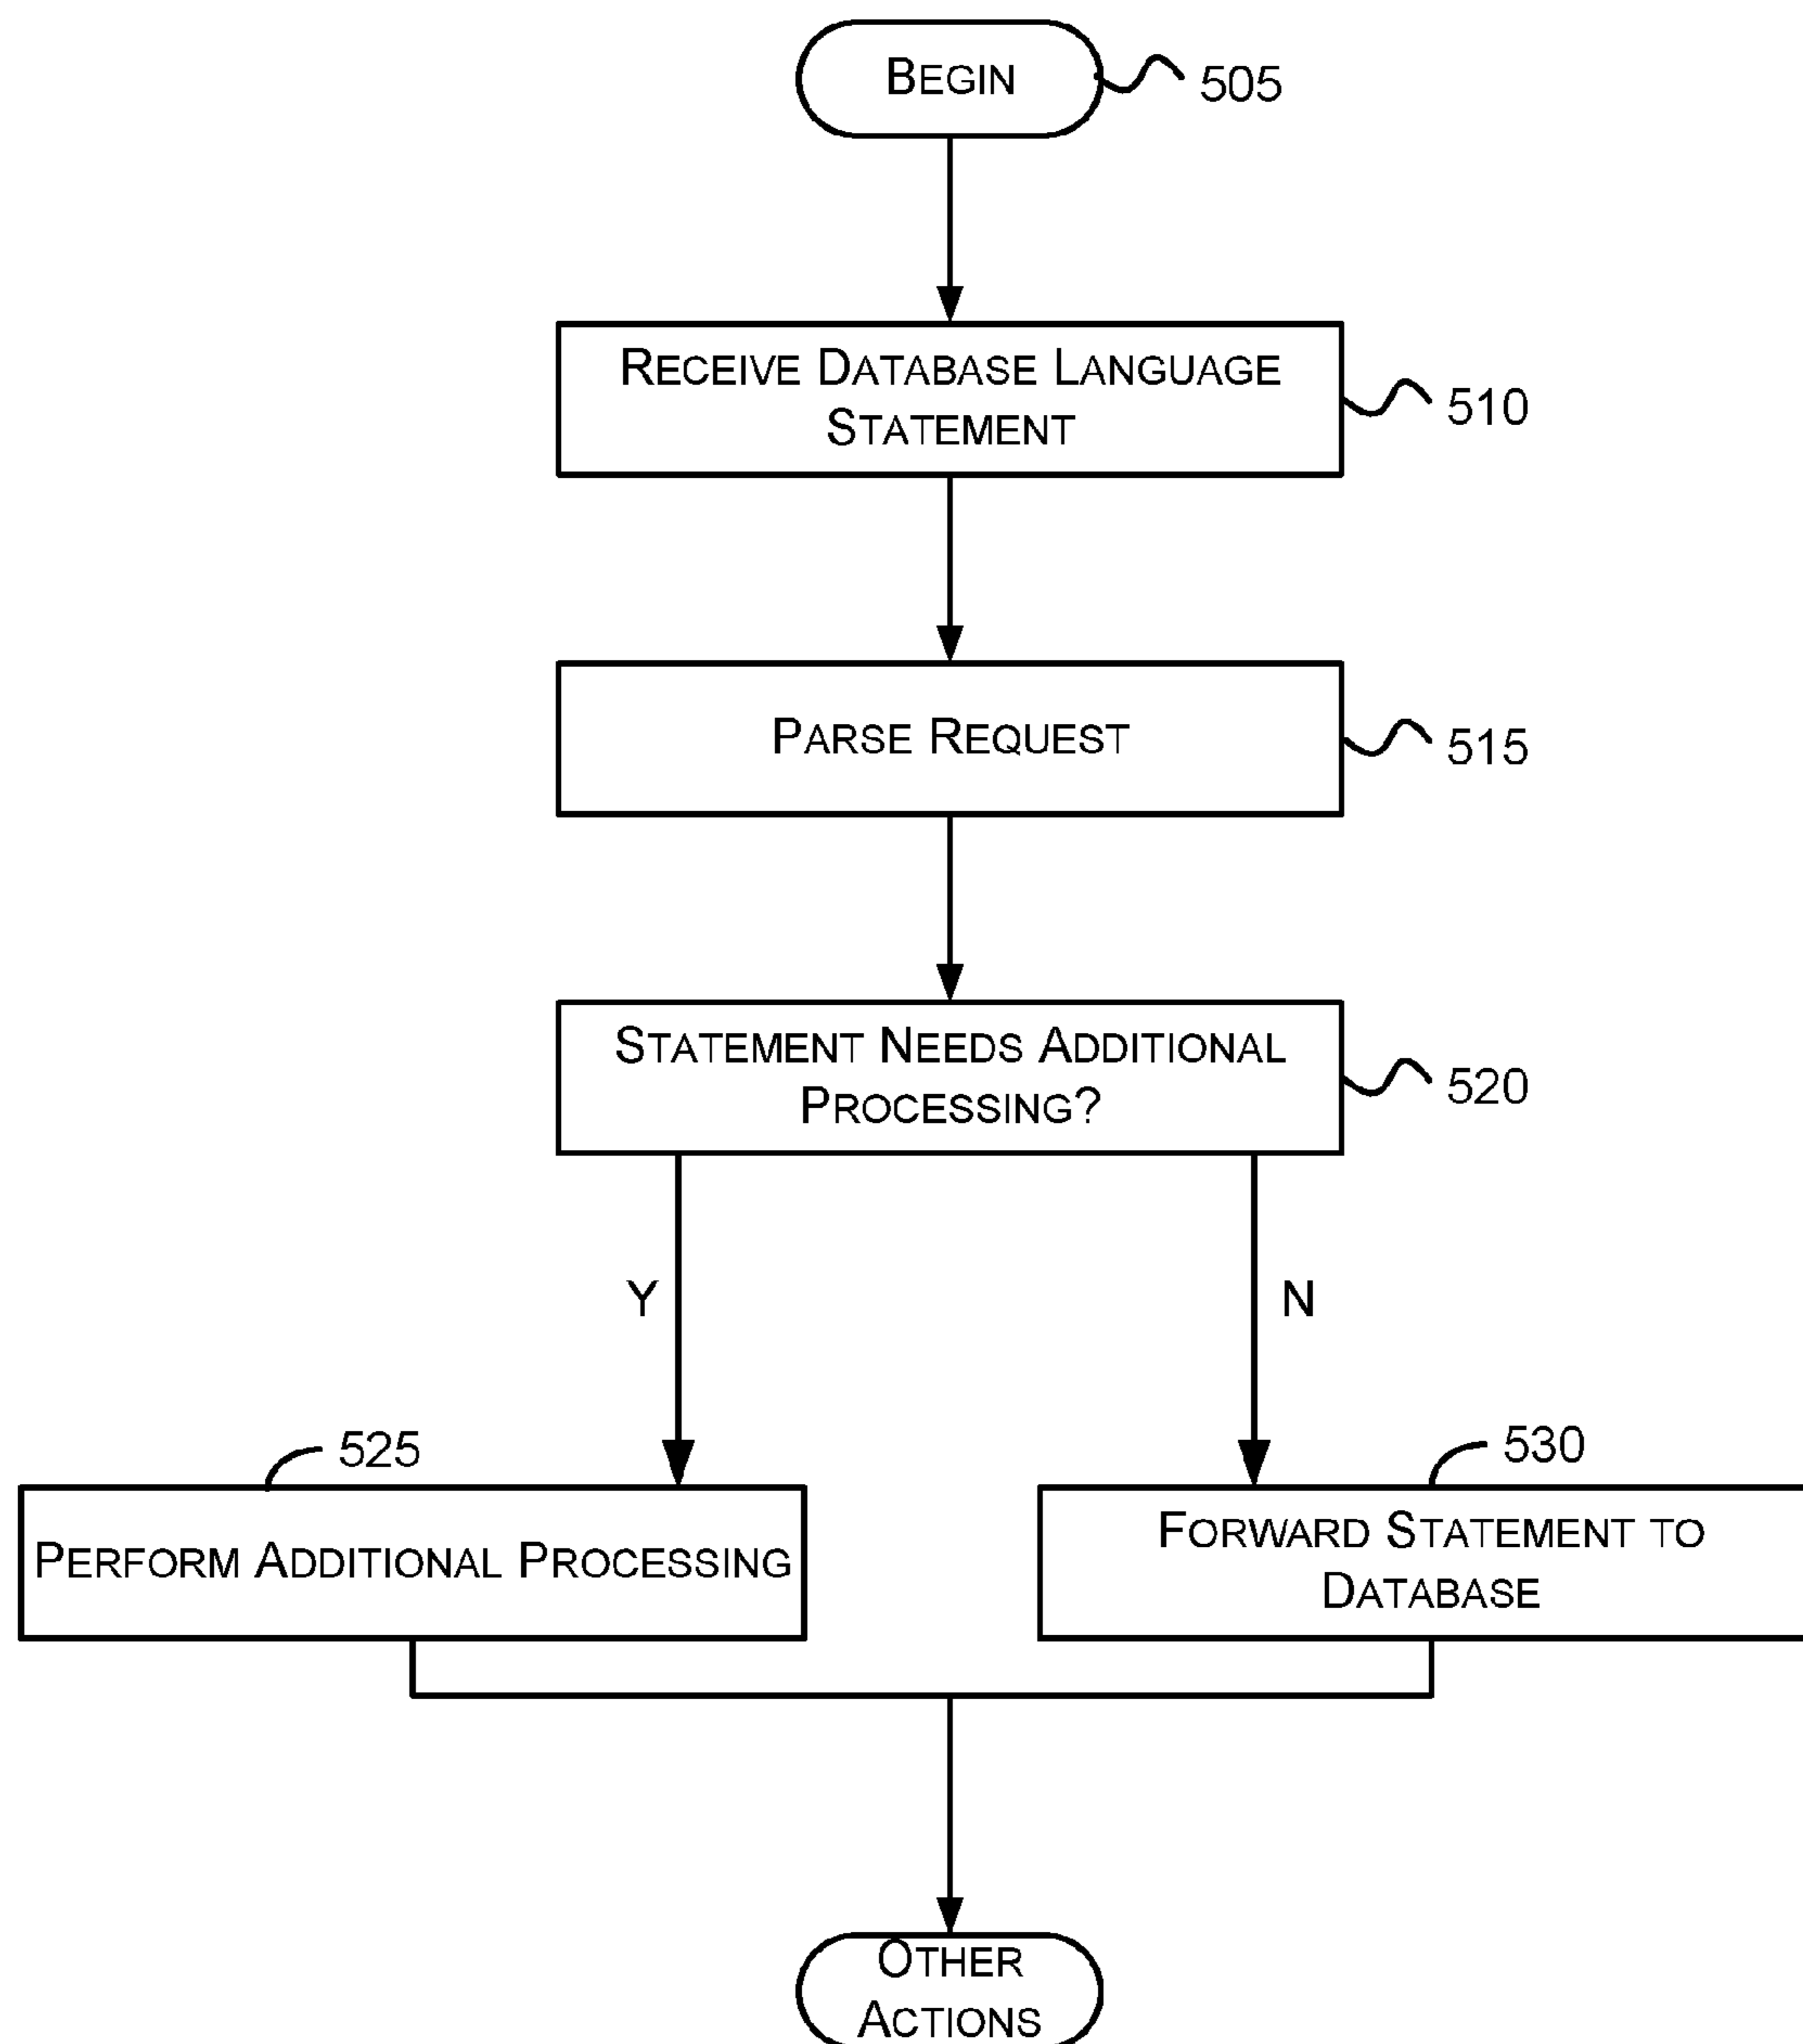 BEGIN
505
RECEIVE DATABASE LANGUAGE
STATEMENT
510
PARSE REQUEST
515
STATEMENT NEEDS ADDITIONAL
PROCESSING?
520
Y
N
525
PERFORM ADDITIONAL PROCESSING
530
FORWARD STATEMENT TO
DATABASE
OTHER
ACTIONS